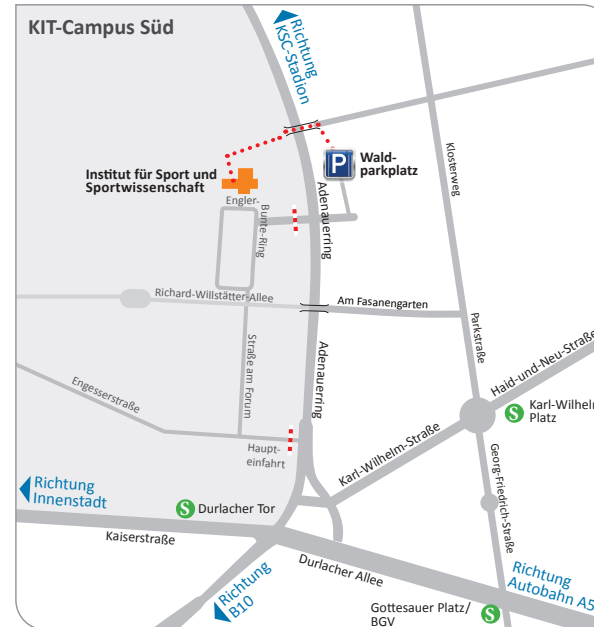 KIT-Campus Süd
Richtung
KSC-Stadion
Klosterweg
P
Wald-
parkplatz
Institut für Sport und
Sportwissenschaft
Engler-
Bunte-Ring
Adenauerring
Richard-Willstätter-Allee
Am Fasanengarten
Parkstraße
Straße am Forum
Adenauerring
Haid-und-Neu-Straße
Engesserstraße
S Karl-Wilhelm
Platz
Karl-Wilhelm-Straße
Haupt-
einfahrt
Georg-Friedrich-Straße
Richtung
Innenstadt
S Durlacher Tor
Kaiserstraße
Durlacher Allee
Richtung
Autobahn A5
Richtung
B10
Gottesauer Platz/
BGV
S